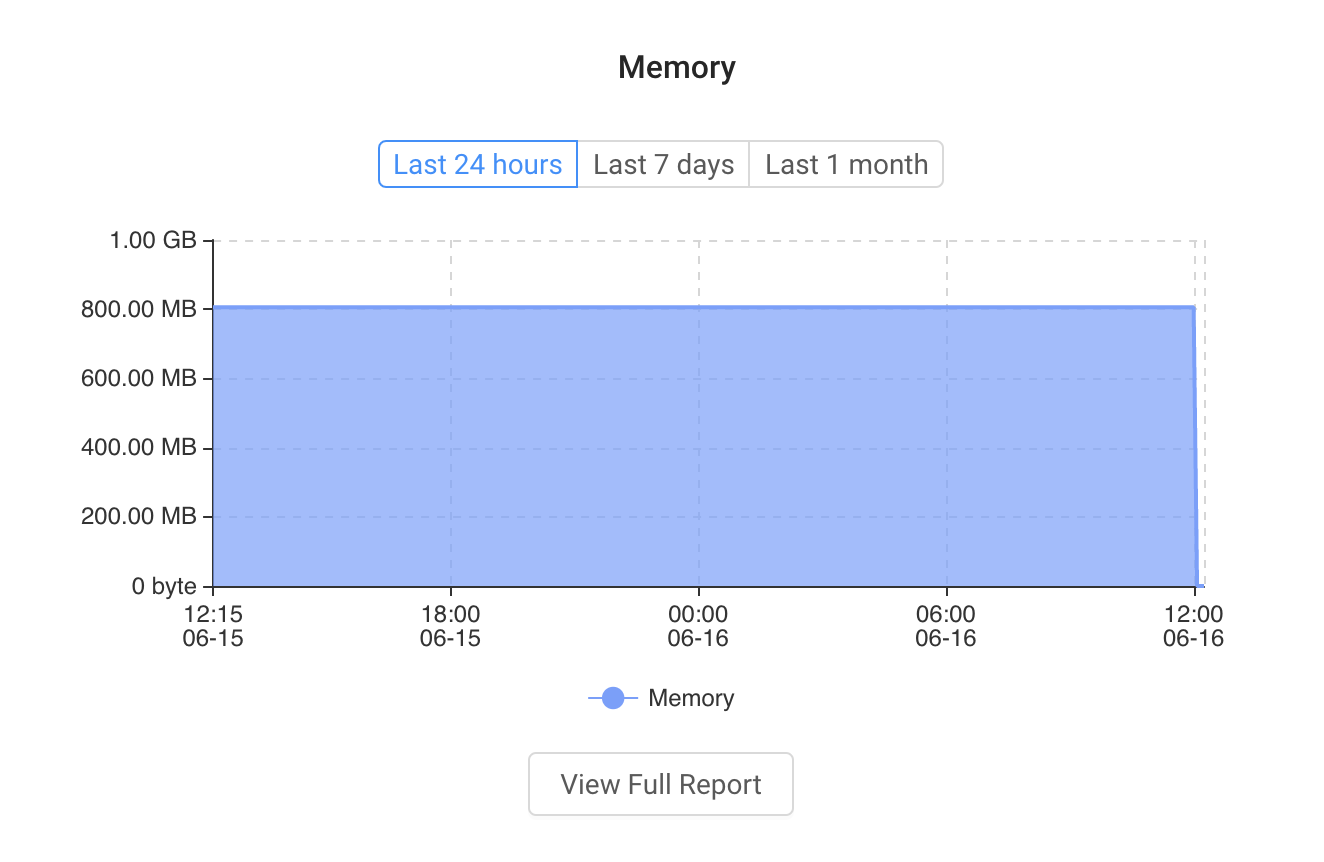 Memory
Last 24 hours Last 7 days Last 1 month
1.00 GB
800.00 MB
600.00 MB
400.00 MB
200.00 MB
0 byte
12:15 18:00 00:00 06:00 12:00
06-15 06-15 06-16 06-16 06-16
Memory
View Full Report